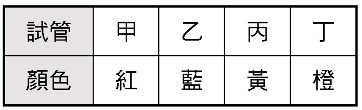 試管 甲 乙 丙 丁
顏色 紅 藍 黃 橙